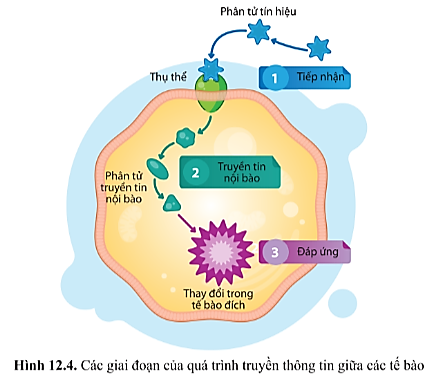 Phân tử tín hiệu
Thụ thể
1 Tiếp nhận
Phân tử
truyền tin
nội bào
2 Truyền tin
nội bào
3 Đáp ứng
Thay đổi trong
tế bào đích
Hình 12.4. Các giai đoạn của quá trình truyền thông tin giữa các tế bào